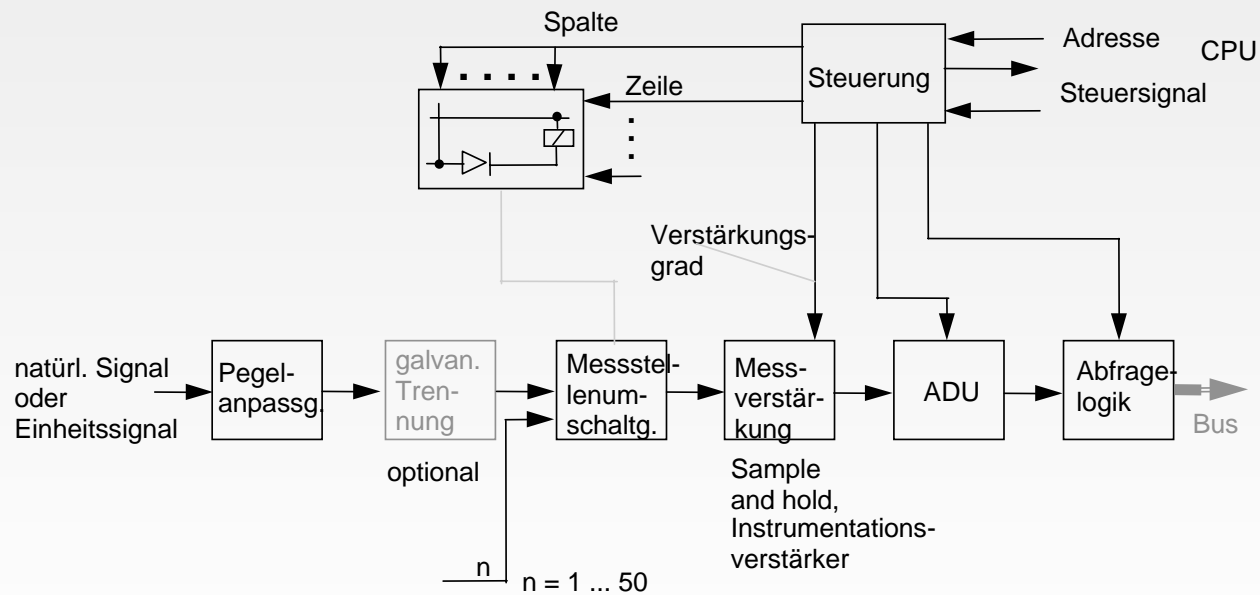 Spalte
Adresse
CPU
Steuerung
Zeile
Steuersignal
Verstärkungs-
grad
natürl. Signal
oder
Einheitssignal
Pegel-
anpassg.
galvan.
Tren-
nung
optional
Messstel-
lenum-
schaltg.
Mess-
verstär-
kung
Sample
and hold,
Instrumentations-
verstärker
ADU
Abfrage-
logik
Bus
n
n = 1 ... 50